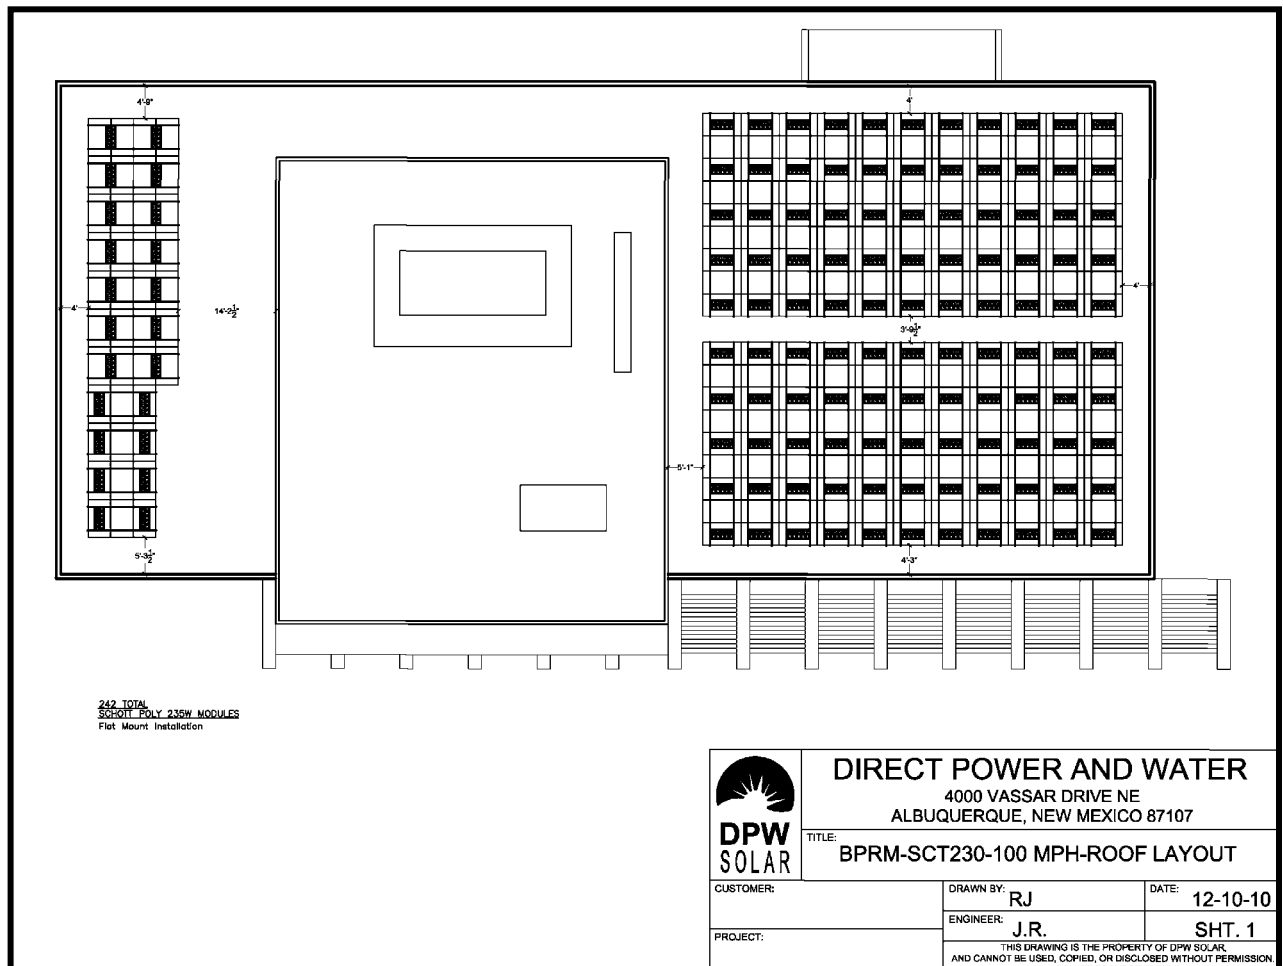 4'-9"
4'
4'
14'-2 1/2"
4'
3'-9 1/2"
5'-1"
5'-3 1/2"
4'-3"
242 TOTAL
SCHOTT POLY 235W MODULES
Flat Mount Installation
DPW
SOLAR
DIRECT POWER AND WATER
4000 VASSAR DRIVE NE
ALBUQUERQUE, NEW MEXICO 87107
TITLE:
BPRM-SCT230-100 MPH-ROOF LAYOUT
CUSTOMER:
DRAWN BY: RJ
DATE: 12-10-10
ENGINEER: J.R.
SHT. 1
PROJECT:
THIS DRAWING IS THE PROPERTY OF DPW SOLAR,
AND CANNOT BE USED, COPIED, OR DISCLOSED WITHOUT PERMISSION.